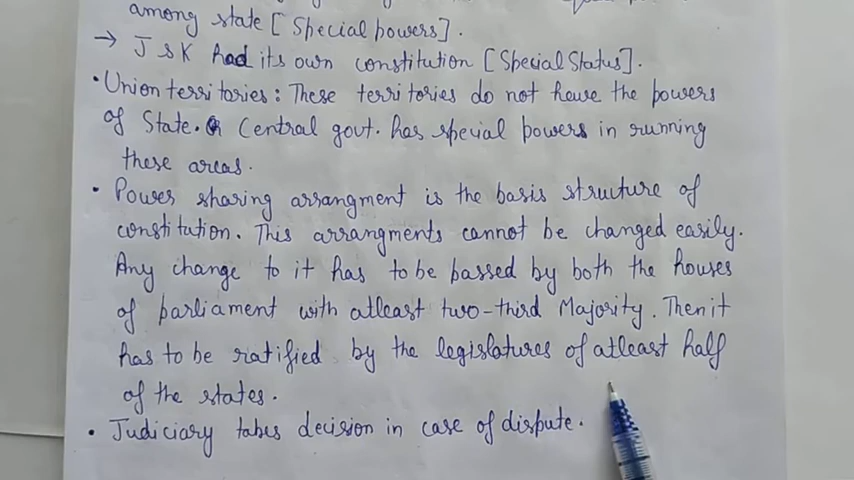 among state [Special powers].
→ J & K had its own constitution [Special Status].
• Union territories: These territories do not have the powers
of State. Central govt. has special powers in running
these areas.
• Power sharing arrangment is the basis structure of
constitution. This arrangments cannot be changed easily.
Any change to it has to be passed by both the houses
of parliament with atleast two-third Majority. Then it
has to be ratified by the legislatures of atleast half
of the states.
• Judiciary takes decision in case of dispute.